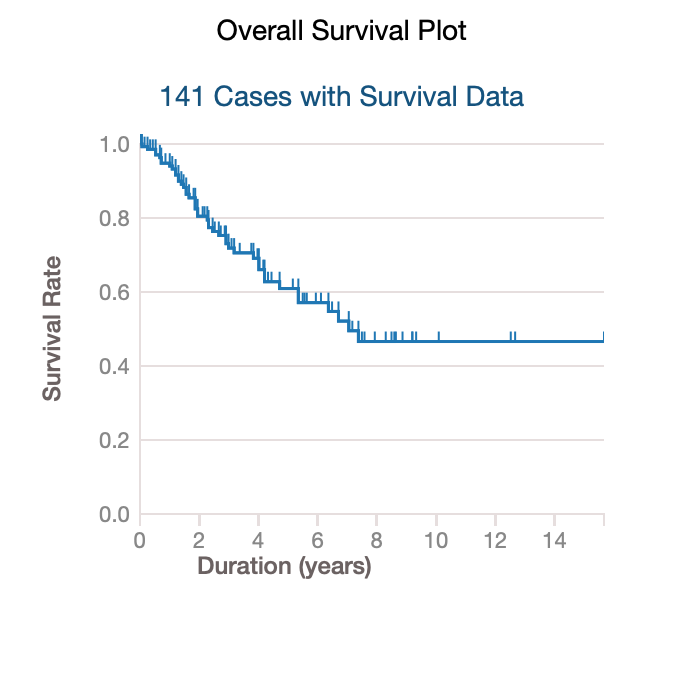 Overall Survival Plot
141 Cases with Survival Data
1.0
0.8
0.6
0.4
0.2
0.0
Survival Rate
0 2 4 6 8 10 12 14
Duration (years)